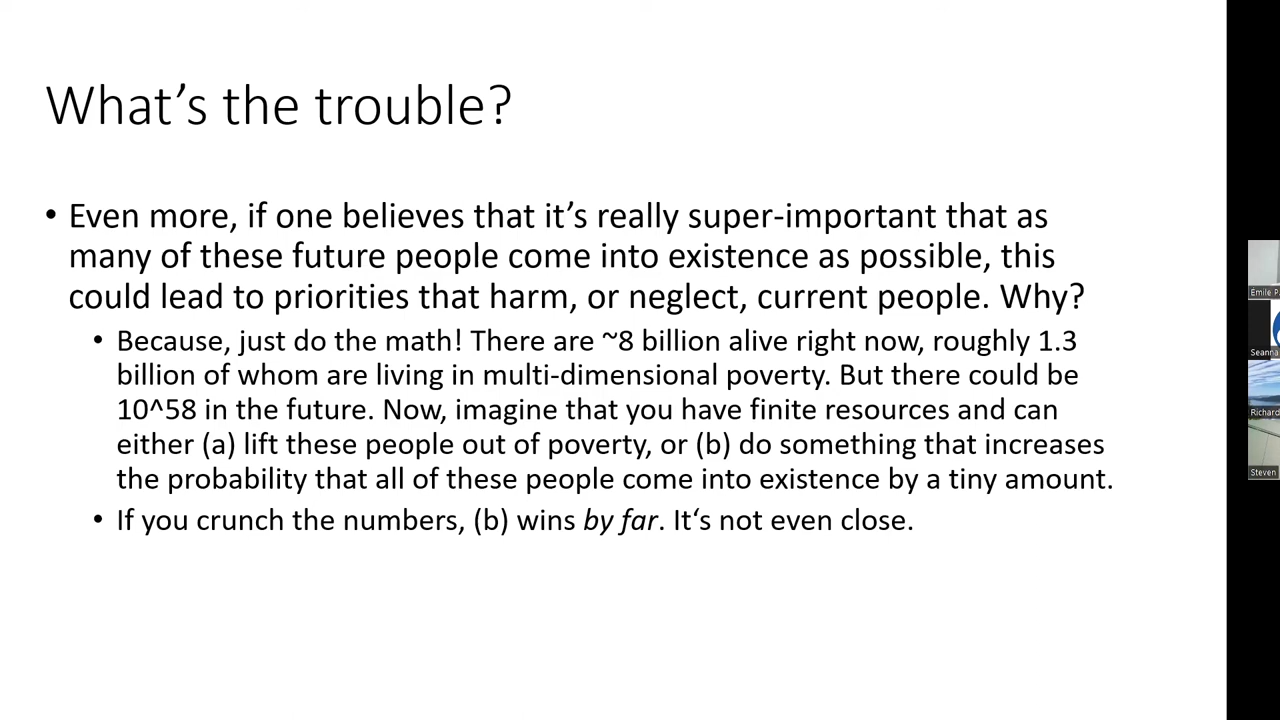 What’s the trouble?
• Even more, if one believes that it’s really super-important that as
many of these future people come into existence as possible, this
could lead to priorities that harm, or neglect, current people. Why?
• Because, just do the math! There are ~8 billion alive right now, roughly 1.3
billion of whom are living in multi-dimensional poverty. But there could be
10^58 in the future. Now, imagine that you have finite resources and can
either (a) lift these people out of poverty, or (b) do something that increases
the probability that all of these people come into existence by a tiny amount.
• If you crunch the numbers, (b) wins by far. It‘s not even close.
Emile P
Seanna
Richard
Steven